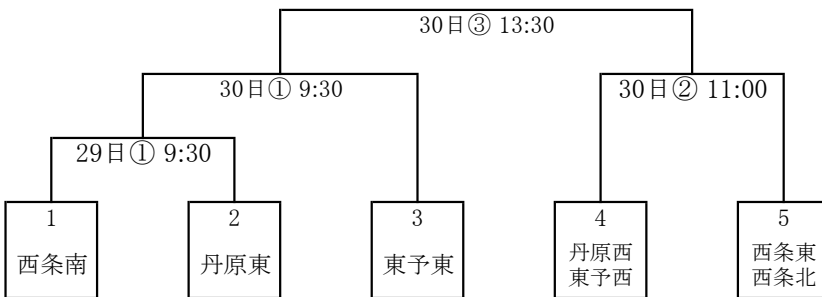 30日③ 13:30
30日① 9:30
30日② 11:00
29日① 9:30
1
2
3
4
5
西条南
丹原東
東予東
丹原西
東予西
西条東
西条北